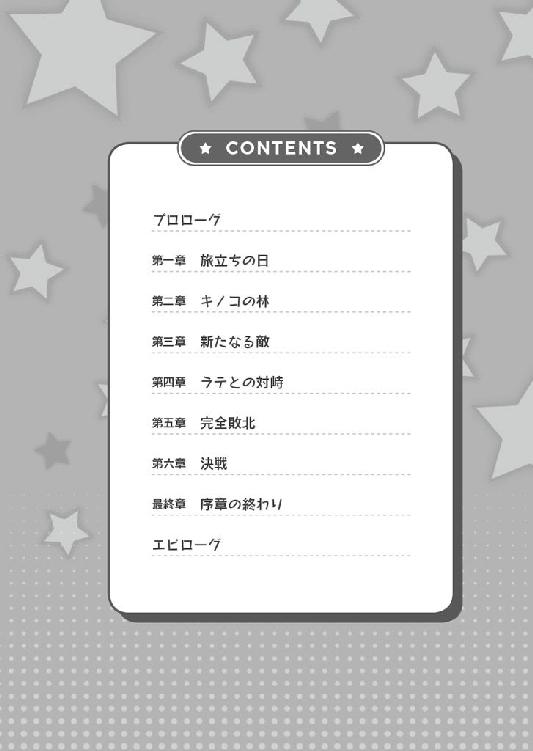 ★ CONTENTS ★
プロローグ
第一章 旅立ちの日
第二章 キノコの林
第三章 新たなる敵
第四章 ラテとの対峙
第五章 完全敗北
第六章 決戦
最終章 序章の終わり
エピローグ